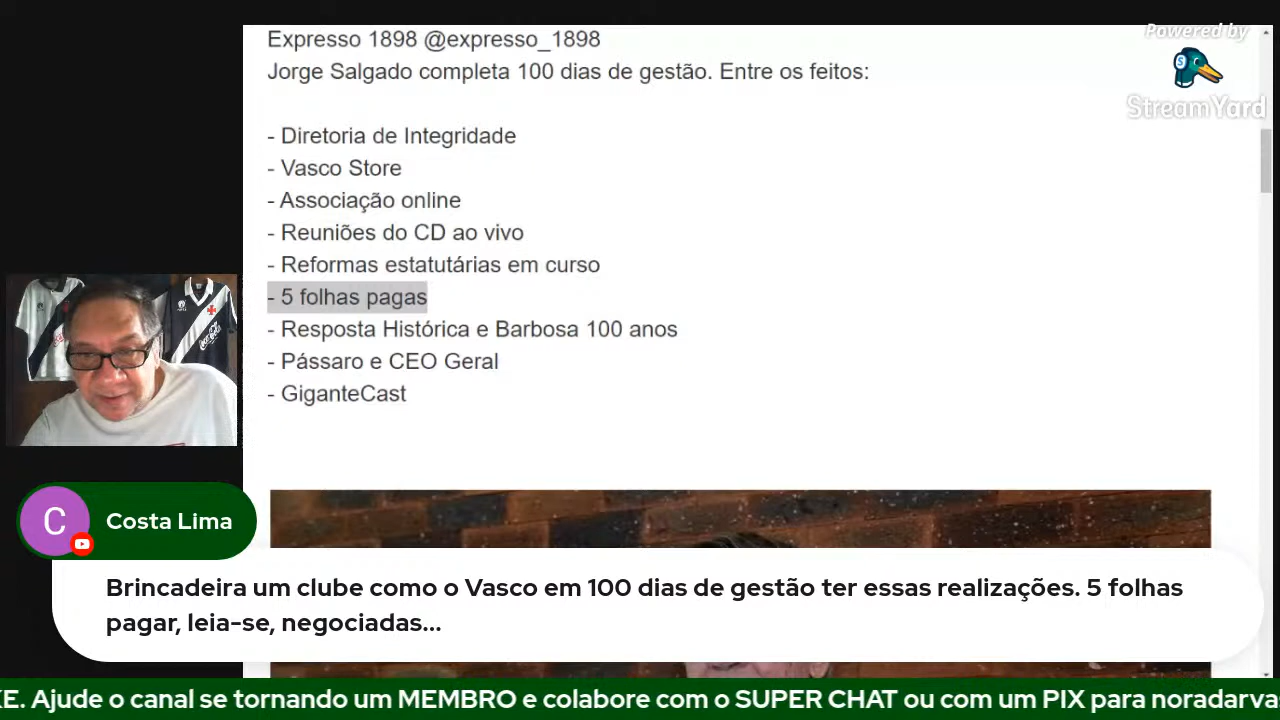 Powered by
StreamYard
Expresso 1898 @expresso_1898
Jorge Salgado completa 100 dias de gestão. Entre os feitos:
- Diretoria de Integridade
- Vasco Store
- Associação online
- Reuniões do CD ao vivo
- Reformas estatutárias em curso
- 5 folhas pagas
- Resposta Histórica e Barbosa 100 anos
- Pássaro e CEO Geral
- GiganteCast
C
Costa Lima
Brincadeira um clube como o Vasco em 100 dias de gestão ter essas realizações. 5 folhas
pagar, leia-se, negociadas...
KE. Ajude o canal se tornando um MEMBRO e colabore com o SUPER CHAT ou com um PIX para noradarva